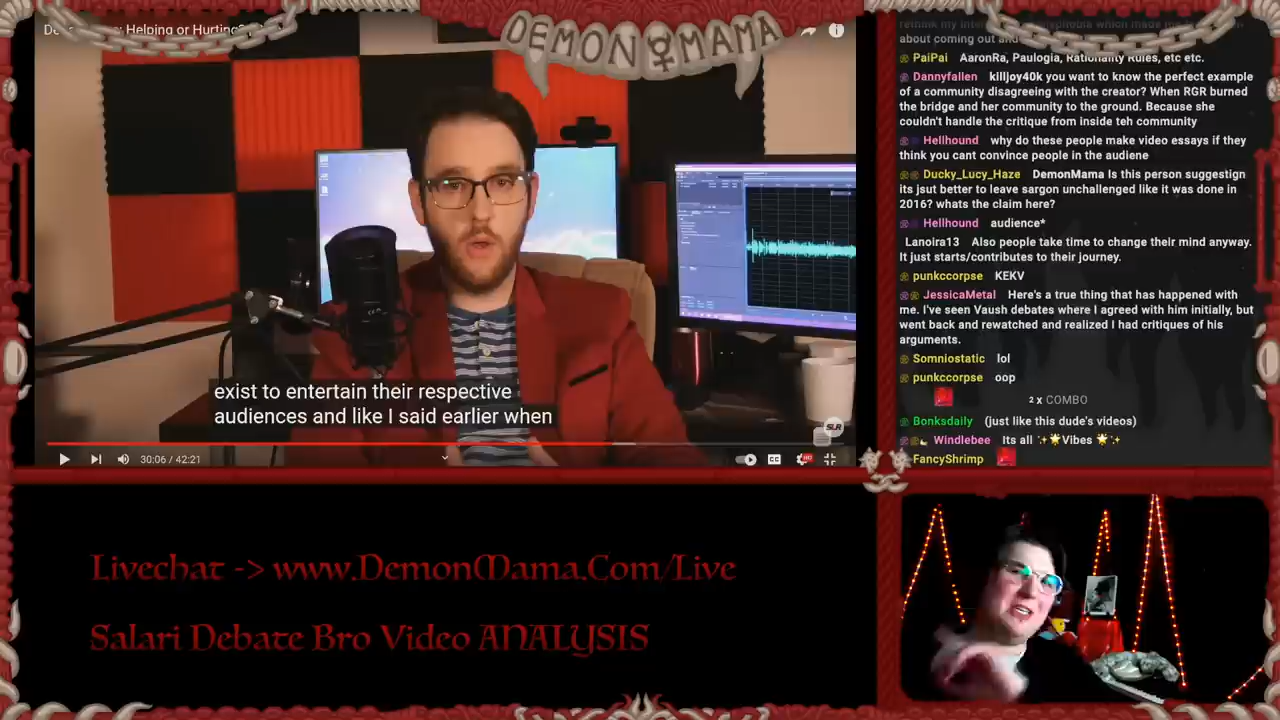 Helping or Hurting?
DEMON MAMA
exist to entertain their respective
audiences and like I said earlier when
SLR
30:06 / 42:21
CC
HD
about coming out and
PaiPai AaronRa, Paulogia, Rationality Rules, etc etc.
Dannyfallen killjoy40k you want to know the perfect example
of a community disagreeing with the creator? When RGR burned
the bridge and her community to the ground. Because she
couldn't handle the critique from inside teh community
Hellhound why do these people make video essays if they
think you cant convince people in the audiene
Ducky_Lucy_Haze DemonMama Is this person suggestign
its jsut better to leave sargon unchallenged like it was done in
2016? whats the claim here?
Hellhound audience*
Lanoira13 Also people take time to change their mind anyway.
It just starts/contributes to their journey.
punkccorpse KEKV
JessicaMetal Here's a true thing that has happened with
me. I've seen Vaush debates where I agreed with him initially, but
went back and rewatched and realized I had critiques of his
arguments.
Somniostatic lol
punkccorpse oop
2 x COMBO
Bonksdaily (just like this dude's videos)
Windlebee Its all ✨🌟Vibes 🌟✨
FancyShrimp
Livechat -> www.DemonMama.Com/Live
Salari Debate Bro Video ANALYSIS